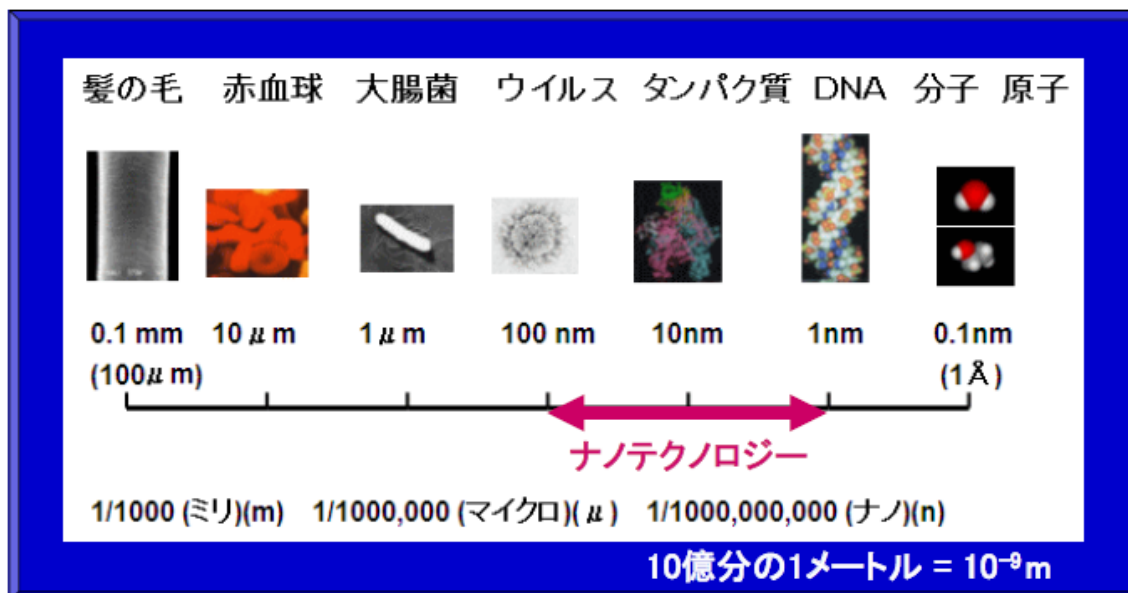 髪の毛 赤血球 大腸菌 ウイルス タンパク質 DNA 分子 原子
0.1 mm 10μm 1μm 100 nm 10nm 1nm 0.1nm
(100μm) (1Å)
ナノテクノロジー
1/1000 (ミリ)(m) 1/1000,000 (マイクロ)(μ) 1/1000,000,000 (ナノ)(n)
10億分の1メートル = 10⁻⁹m